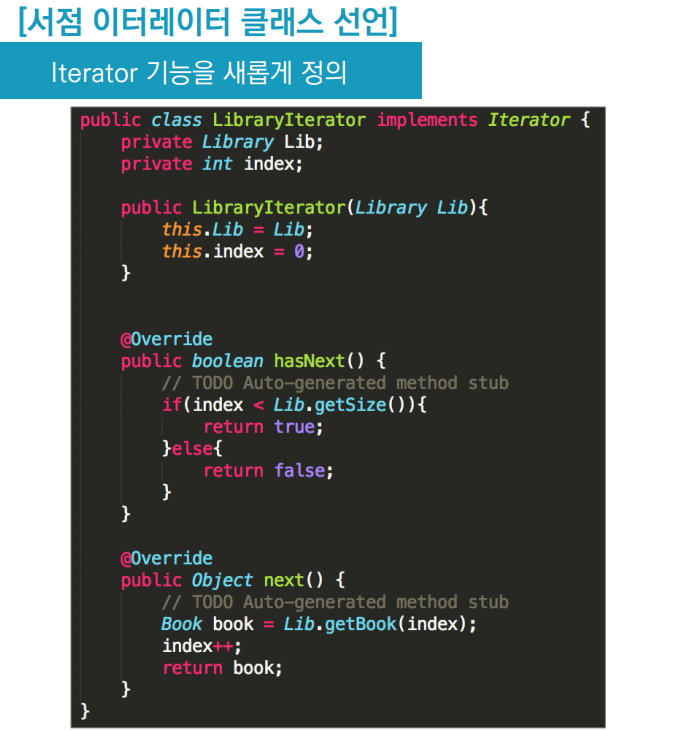 [서점 이터레이터 클래스 선언]
Iterator 기능을 새롭게 정의
public class LibraryIterator implements Iterator {
    private Library Lib;
    private int index;

    public LibraryIterator(Library Lib){
        this.Lib = Lib;
        this.index = 0;
    }


    @Override
    public boolean hasNext() {
        // TODO Auto-generated method stub
        if(index < Lib.getSize()){
            return true;
        }else{
            return false;
        }
    }

    @Override
    public Object next() {
        // TODO Auto-generated method stub
        Book book = Lib.getBook(index);
        index++;
        return book;
    }
}